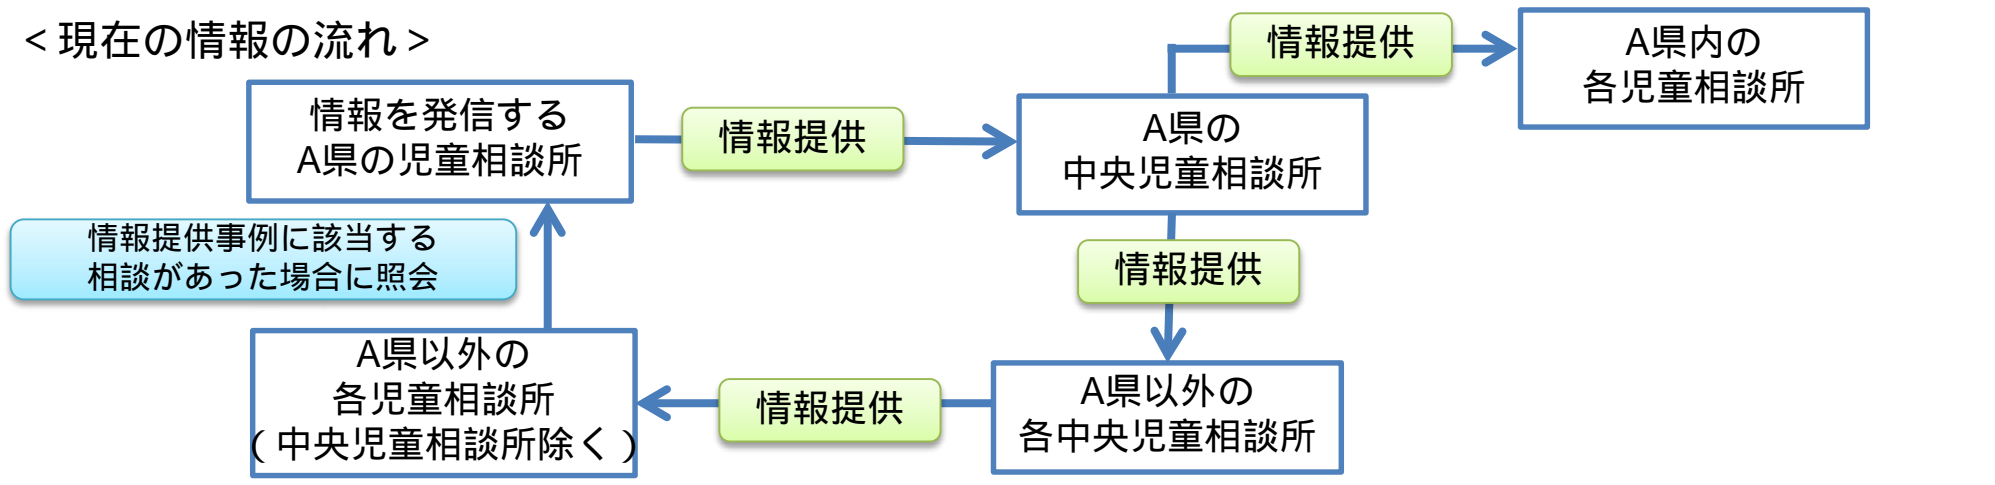 <現在の情報の流れ>
情報を発信する
A県の児童相談所
情報提供
A県の
中央児童相談所
情報提供
A県内の
各児童相談所
情報提供事例に該当する
相談があった場合に照会
情報提供
A県以外の
各児童相談所
(中央児童相談所除く)
情報提供
A県以外の
各中央児童相談所